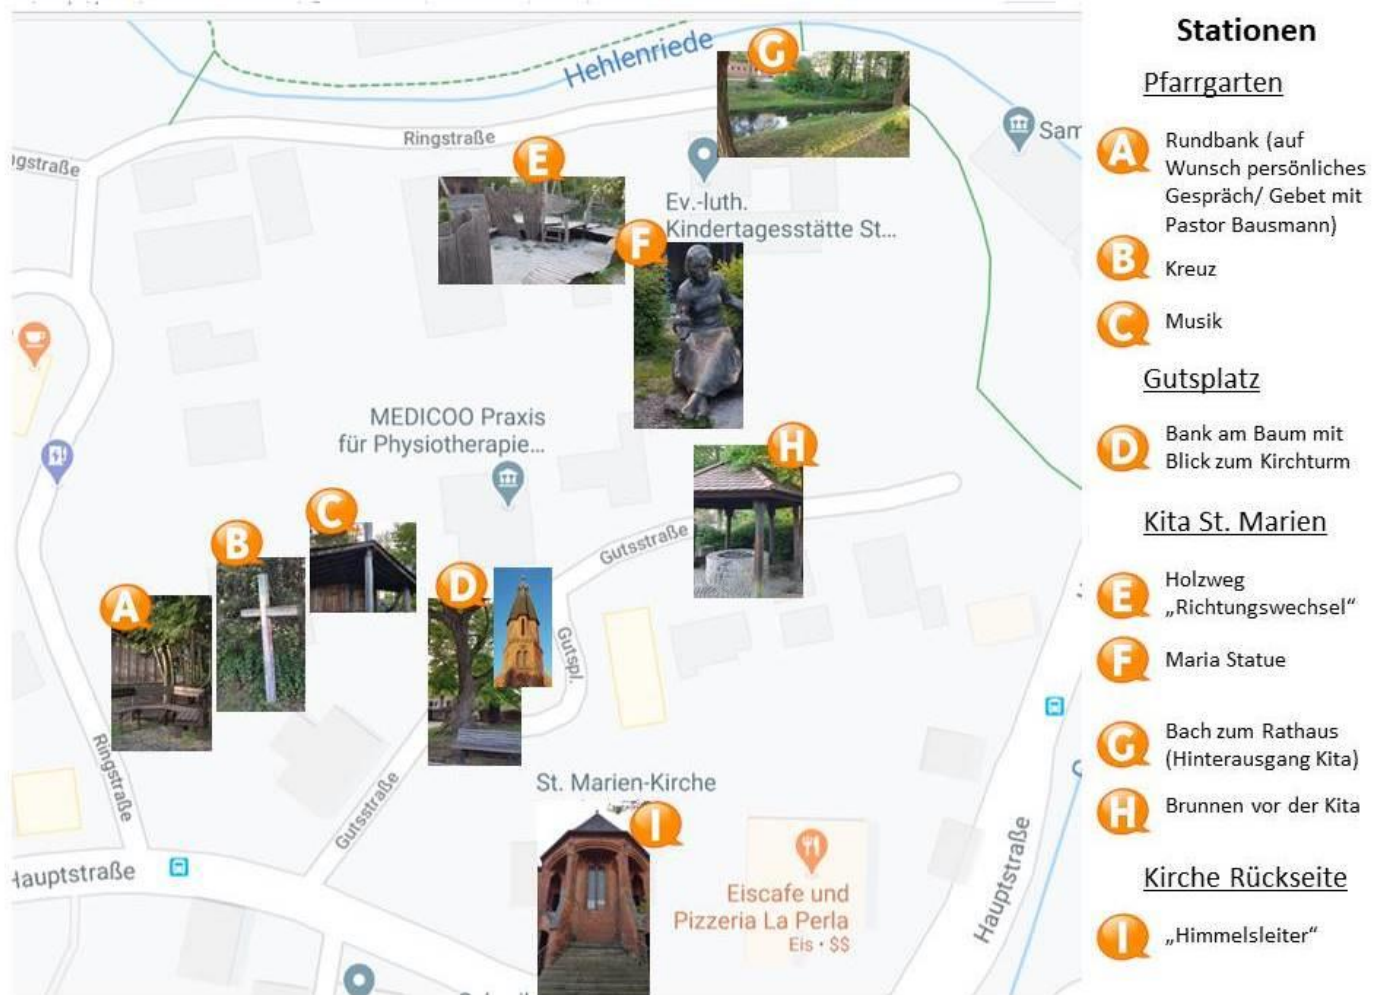 Hehlenriede
G
Ringstraße
Sam
gstraße
E
Ev.-luth.
Kindertagesstätte St...
F
MEDICOO Praxis
für Physiotherapie...
H
C
B
Gutsstraße
A
D
Gutspl.
Ringstraße
St. Marien-Kirche
Gutsstraße
I
Hauptstraße
Hauptstraße
Eiscafe und
Pizzeria La Perla
Eis • $$
Stationen
Pfarrgarten
A
Rundbank (auf
Wunsch persönliches
Gespräch/ Gebet mit
Pastor Bausmann)
B
Kreuz
C
Musik
Gutsplatz
D
Bank am Baum mit
Blick zum Kirchturm
Kita St. Marien
E
Holzweg
„Richtungswechsel“
F
Maria Statue
G
Bach zum Rathaus
(Hinterausgang Kita)
H
Brunnen vor der Kita
Kirche Rückseite
I
„Himmelsleiter“